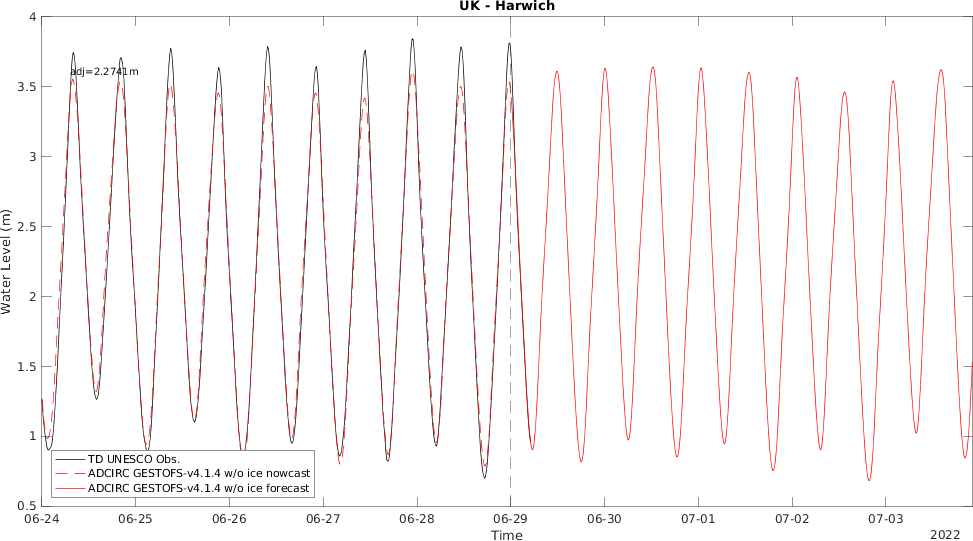 UK - Harwich
adj=2.2741m
Water Level (m)
4
3.5
3
2.5
2
1.5
1
0.5
TD UNESCO Obs.
ADCIRC GESTOFS-v4.1.4 w/o ice nowcast
ADCIRC GESTOFS-v4.1.4 w/o ice forecast
06-24 06-25 06-26 06-27 06-28 06-29 06-30 07-01 07-02 07-03
Time
2022